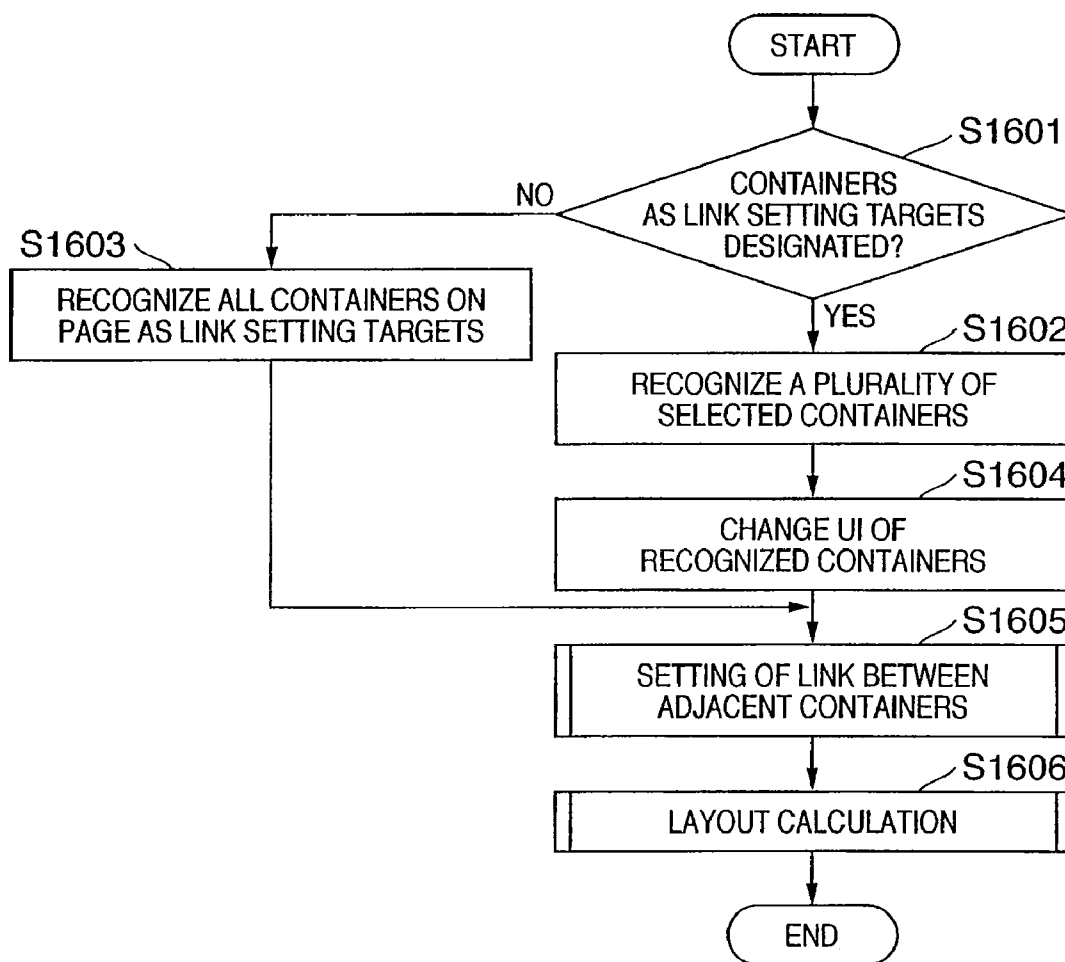 START
S1601
CONTAINERS
AS LINK SETTING TARGETS
DESIGNATED?
NO
YES
S1603
RECOGNIZE ALL CONTAINERS ON
PAGE AS LINK SETTING TARGETS
S1602
RECOGNIZE A PLURALITY OF
SELECTED CONTAINERS
S1604
CHANGE UI OF
RECOGNIZED CONTAINERS
S1605
SETTING OF LINK BETWEEN
ADJACENT CONTAINERS
S1606
LAYOUT CALCULATION
END